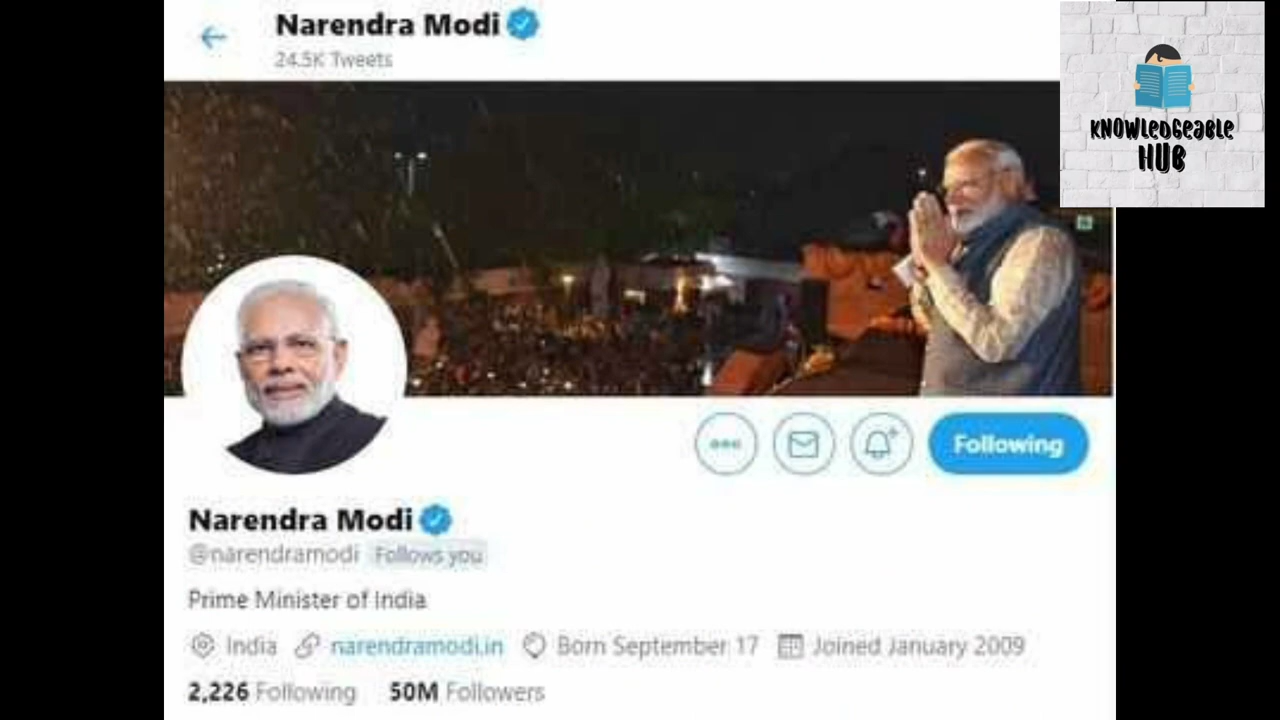 Narendra Modi
24.5K Tweets
KNOWLEDGEABLE
HUB
Following
Narendra Modi
@narendramodi Follows you
Prime Minister of India
India narendramodi.in Born September 17 Joined January 2009
2,226 Following 50M Followers